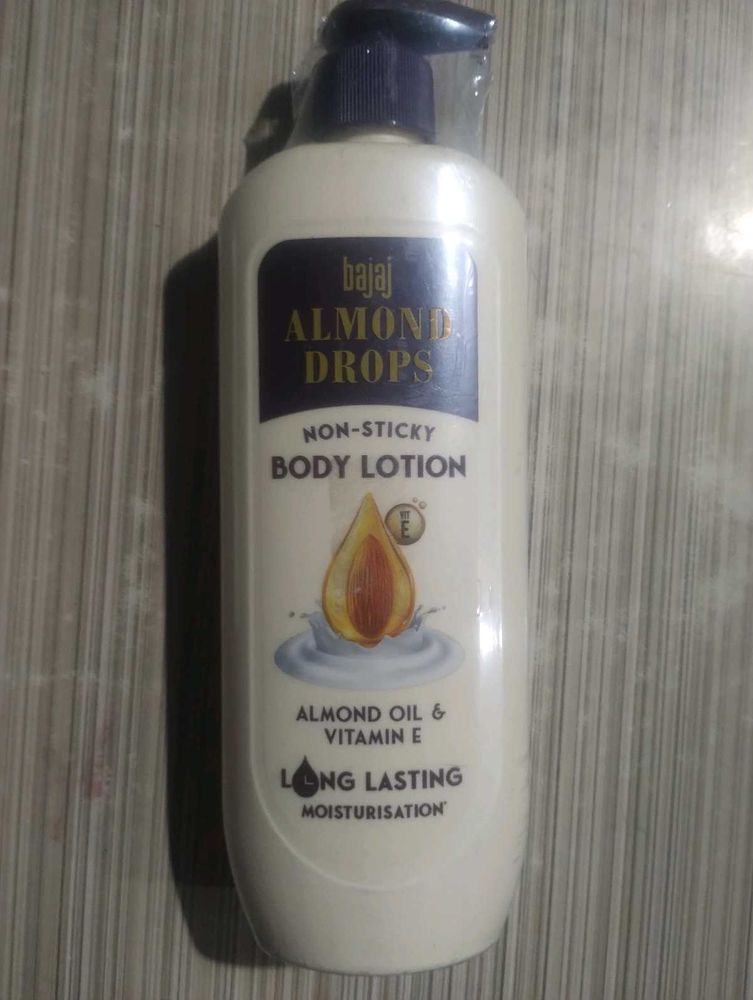 bajaj
ALMOND
DROPS
NON-STICKY
BODY LOTION
VIT
E
ALMOND OIL &
VITAMIN E
LONG LASTING
MOISTURISATION*